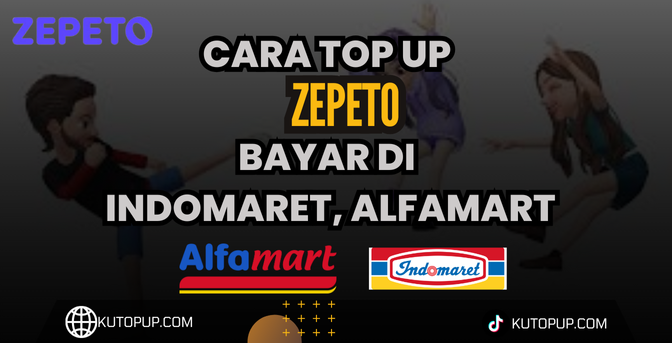 ZEPETO
CARA TOP UP
ZEPETO
BAYAR DI
INDOMARET, ALFAMART
Alfamart Indomaret
KUTOPUP.COM KUTOPUP.COM